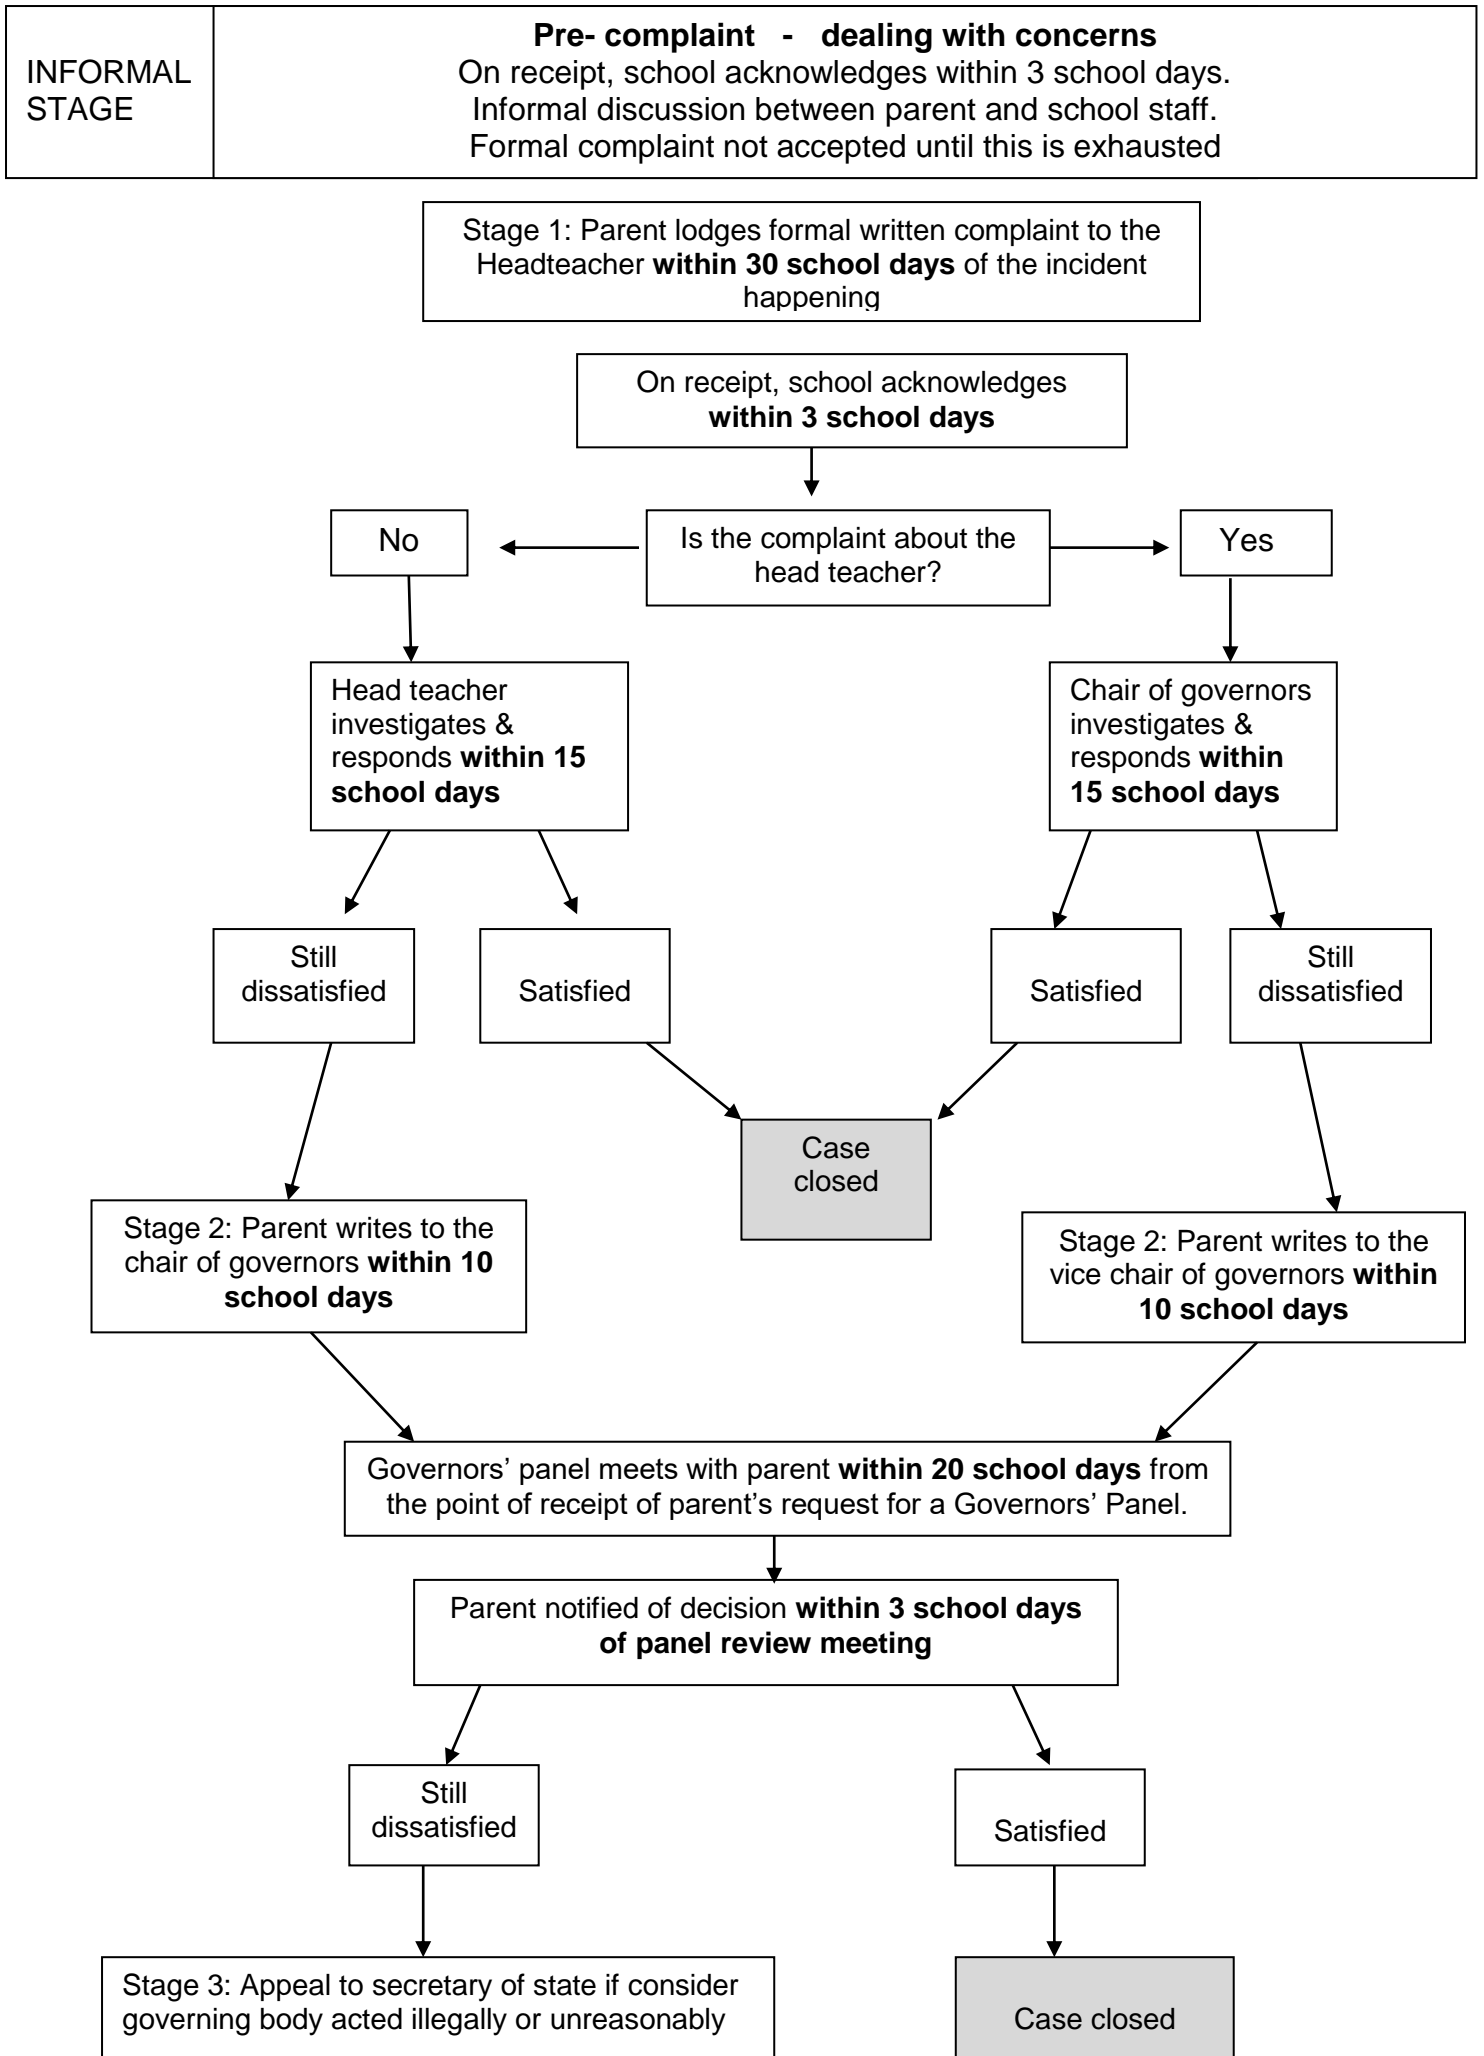 INFORMAL
STAGE
Pre- complaint - dealing with concerns
On receipt, school acknowledges within 3 school days.
Informal discussion between parent and school staff.
Formal complaint not accepted until this is exhausted
Stage 1: Parent lodges formal written complaint to the
Headteacher within 30 school days of the incident
happening
On receipt, school acknowledges
within 3 school days
No
Is the complaint about the
head teacher?
Yes
Head teacher
investigates &
responds within 15
school days
Chair of governors
investigates &
responds within
15 school days
Still
dissatisfied
Satisfied
Satisfied
Still
dissatisfied
Case
closed
Stage 2: Parent writes to the
chair of governors within 10
school days
Stage 2: Parent writes to the
vice chair of governors within
10 school days
Governors’ panel meets with parent within 20 school days from
the point of receipt of parent’s request for a Governors’ Panel.
Parent notified of decision within 3 school days
of panel review meeting
Still
dissatisfied
Satisfied
Stage 3: Appeal to secretary of state if consider
governing body acted illegally or unreasonably
Case closed